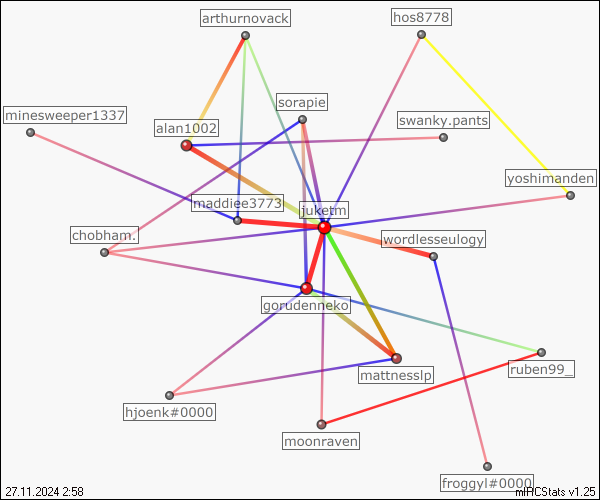 arthurnovack
hos8778
sorapie
minesweeper1337
swanky.pants
alan1002
yoshimanden
maddiee3773
juketm
chobham.
wordlesseulogy
gorudenneko
mattnesslp
ruben99_
hjoenk#0000
moonraven
froggyl#0000
27.11.2024 2:58
mIRCStats v1.25